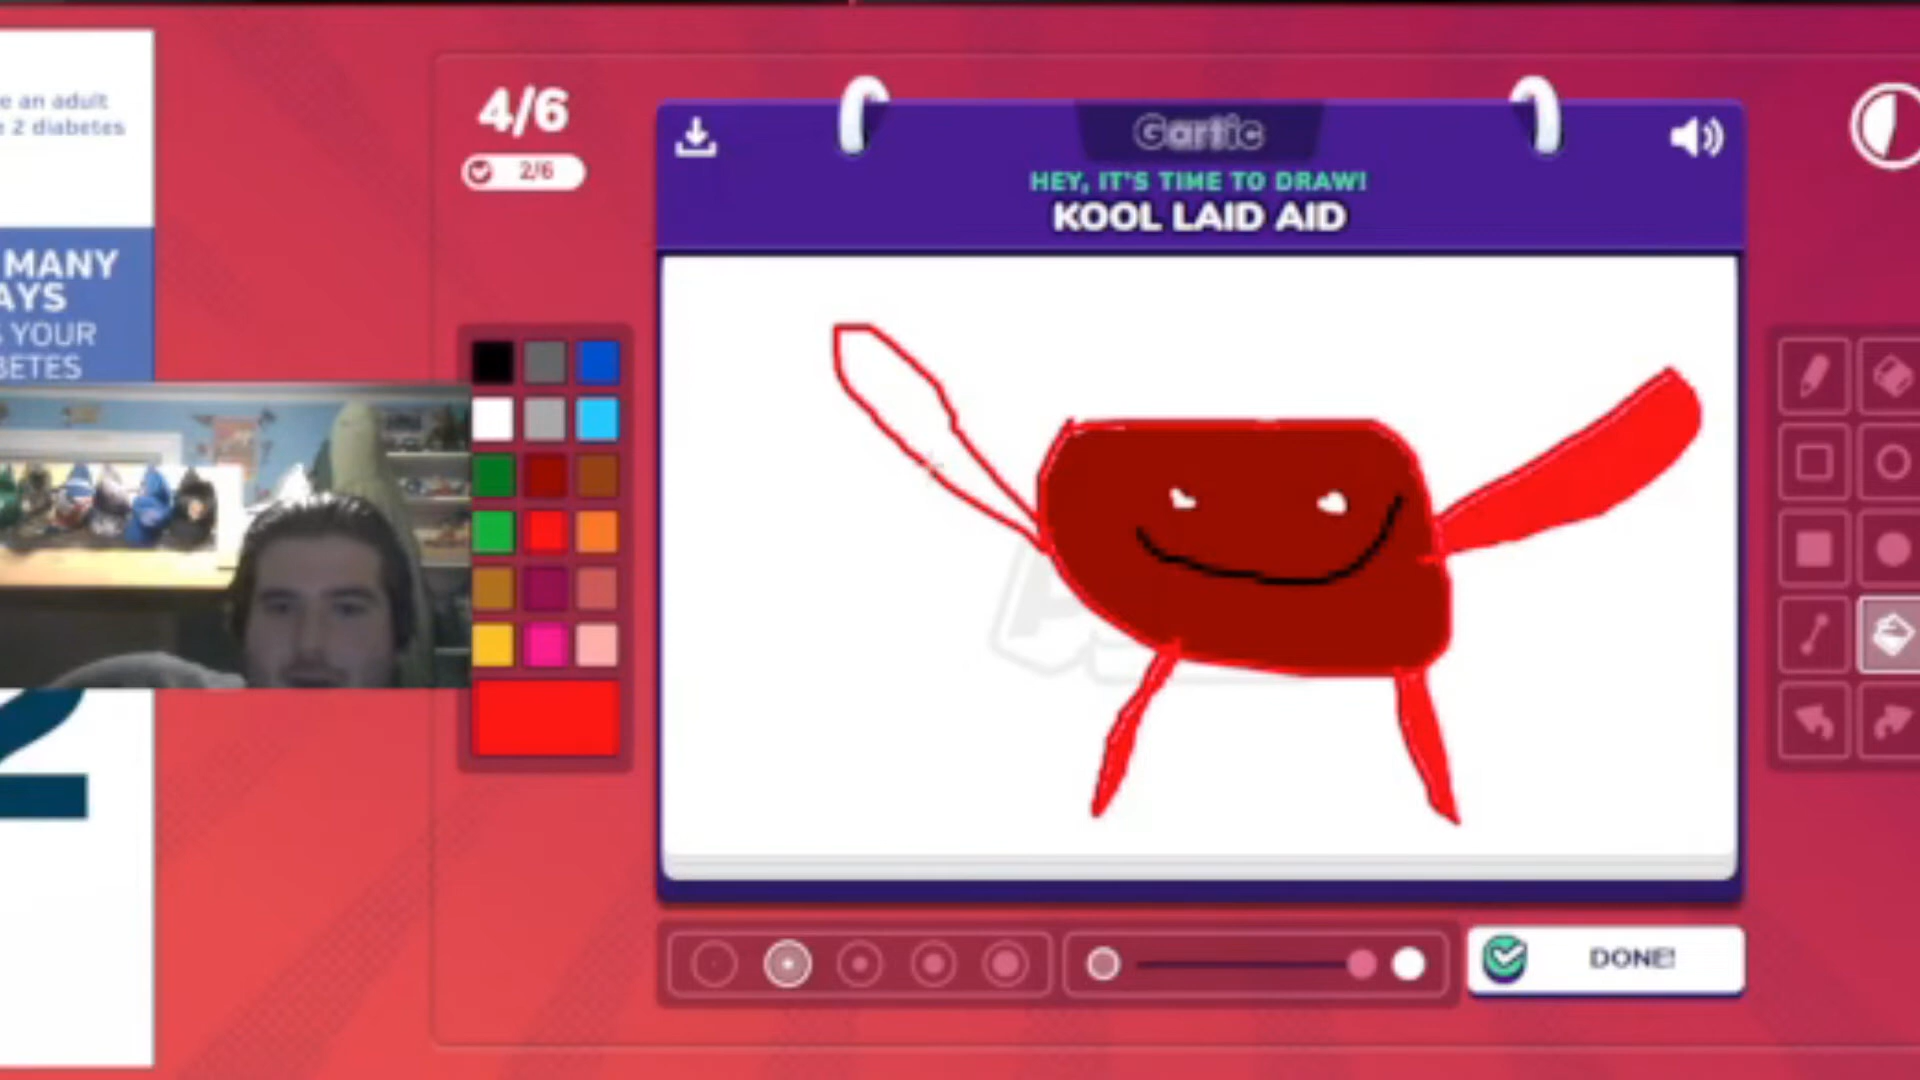 e an adult
e 2 diabetes
MANY
AYS
YOUR
BETES
2
4/6
2/6
Gartic
HEY, IT'S TIME TO DRAW!
KOOL LAID AID
DONE!